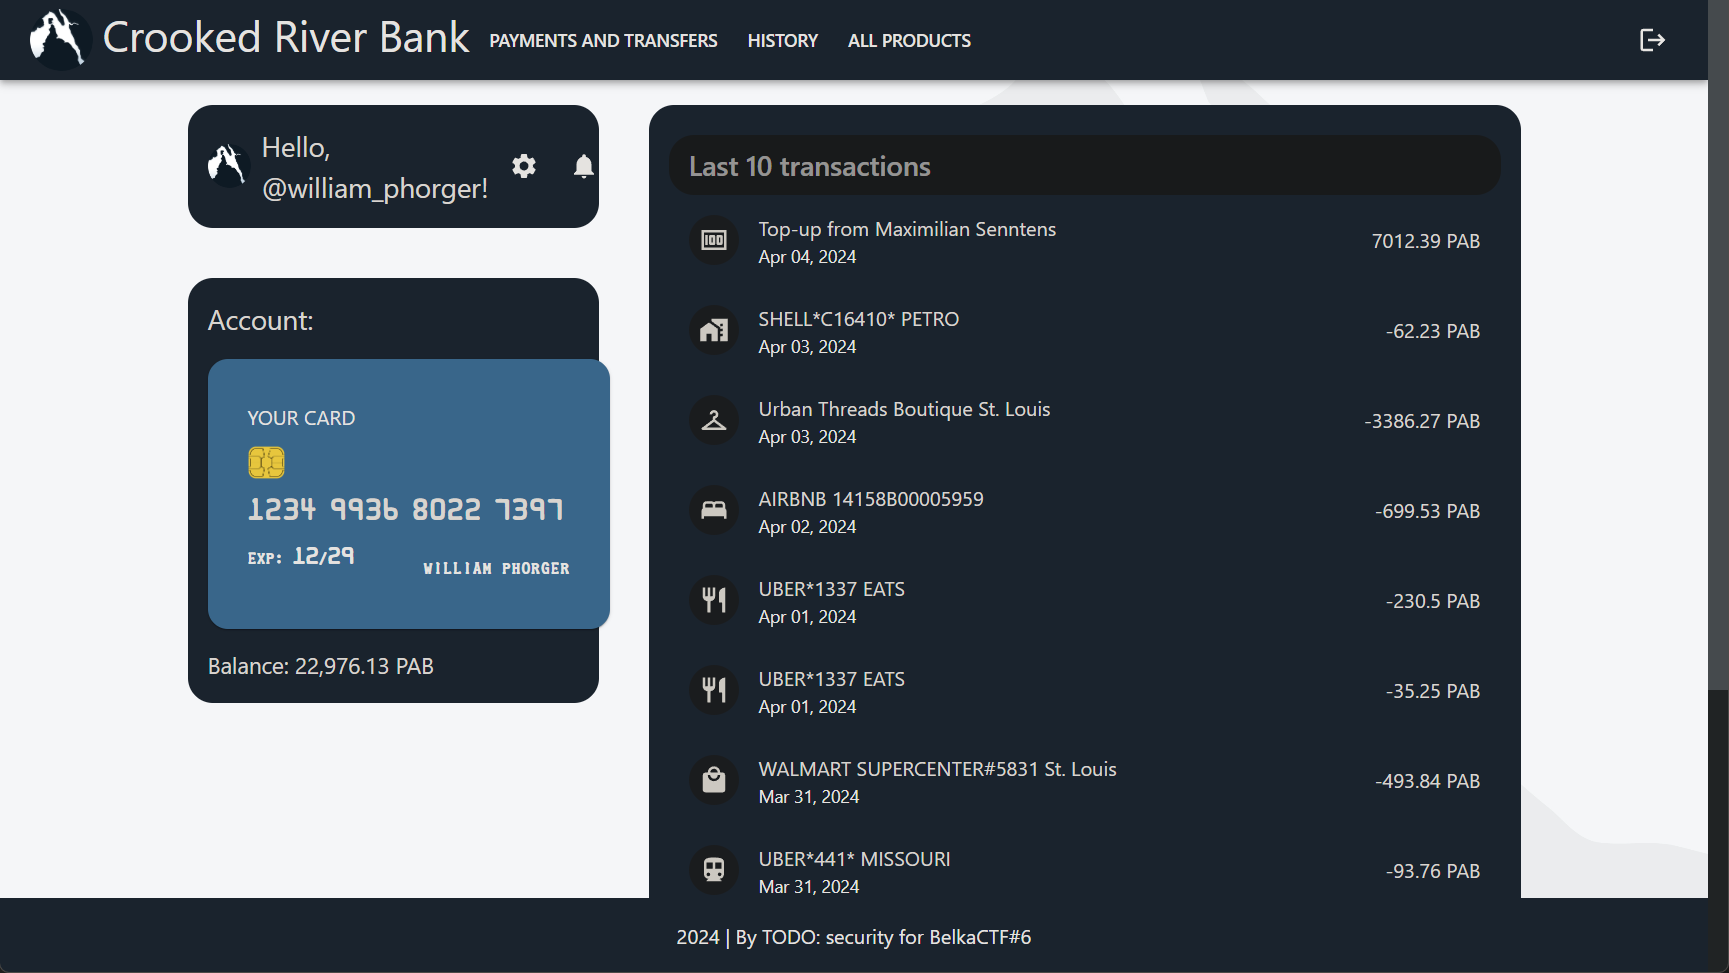 Crooked River Bank
PAYMENTS AND TRANSFERS
HISTORY
ALL PRODUCTS
Hello,
@william_phorger!
Account:
YOUR CARD
1234 9936 8022 7397
EXP: 12/29
WILLIAM PHORGER
Balance: 22,976.13 PAB
Last 10 transactions
100
Top-up from Maximilian Senntens
Apr 04, 2024
7012.39 PAB
SHELL*C16410* PETRO
Apr 03, 2024
-62.23 PAB
Urban Threads Boutique St. Louis
Apr 03, 2024
-3386.27 PAB
AIRBNB 14158B00005959
Apr 02, 2024
-699.53 PAB
UBER*1337 EATS
Apr 01, 2024
-230.5 PAB
UBER*1337 EATS
Apr 01, 2024
-35.25 PAB
WALMART SUPERCENTER#5831 St. Louis
Mar 31, 2024
-493.84 PAB
UBER*441* MISSOURI
Mar 31, 2024
-93.76 PAB
2024 | By TODO: security for BelkaCTF#6